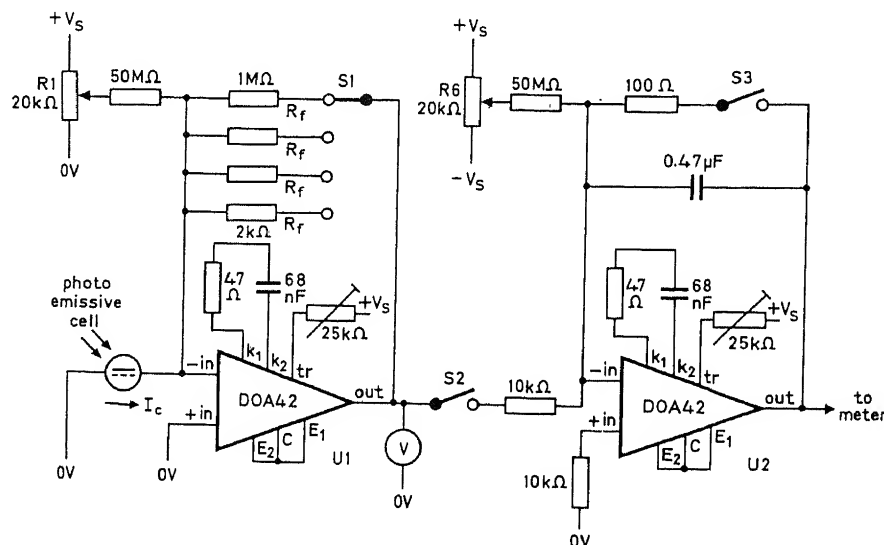 +VS
R1
20kΩ
0V
50MΩ
1MΩ
S1
Rf
Rf
Rf
Rf
2kΩ
+VS
R6
20kΩ
-VS
50MΩ
100Ω
S3
0.47µF
photo
emissive
cell
Ic
0V
47
Ω
68
nF
+VS
25kΩ
k1
k2
tr
-in
+in
DOA42
out
E2
C
E1
U1
0V
V
0V
S2
10kΩ
47
Ω
68
nF
+VS
25kΩ
k1
k2
tr
-in
+in
DOA42
out
E2
C
E1
U2
10kΩ
0V
to
meter